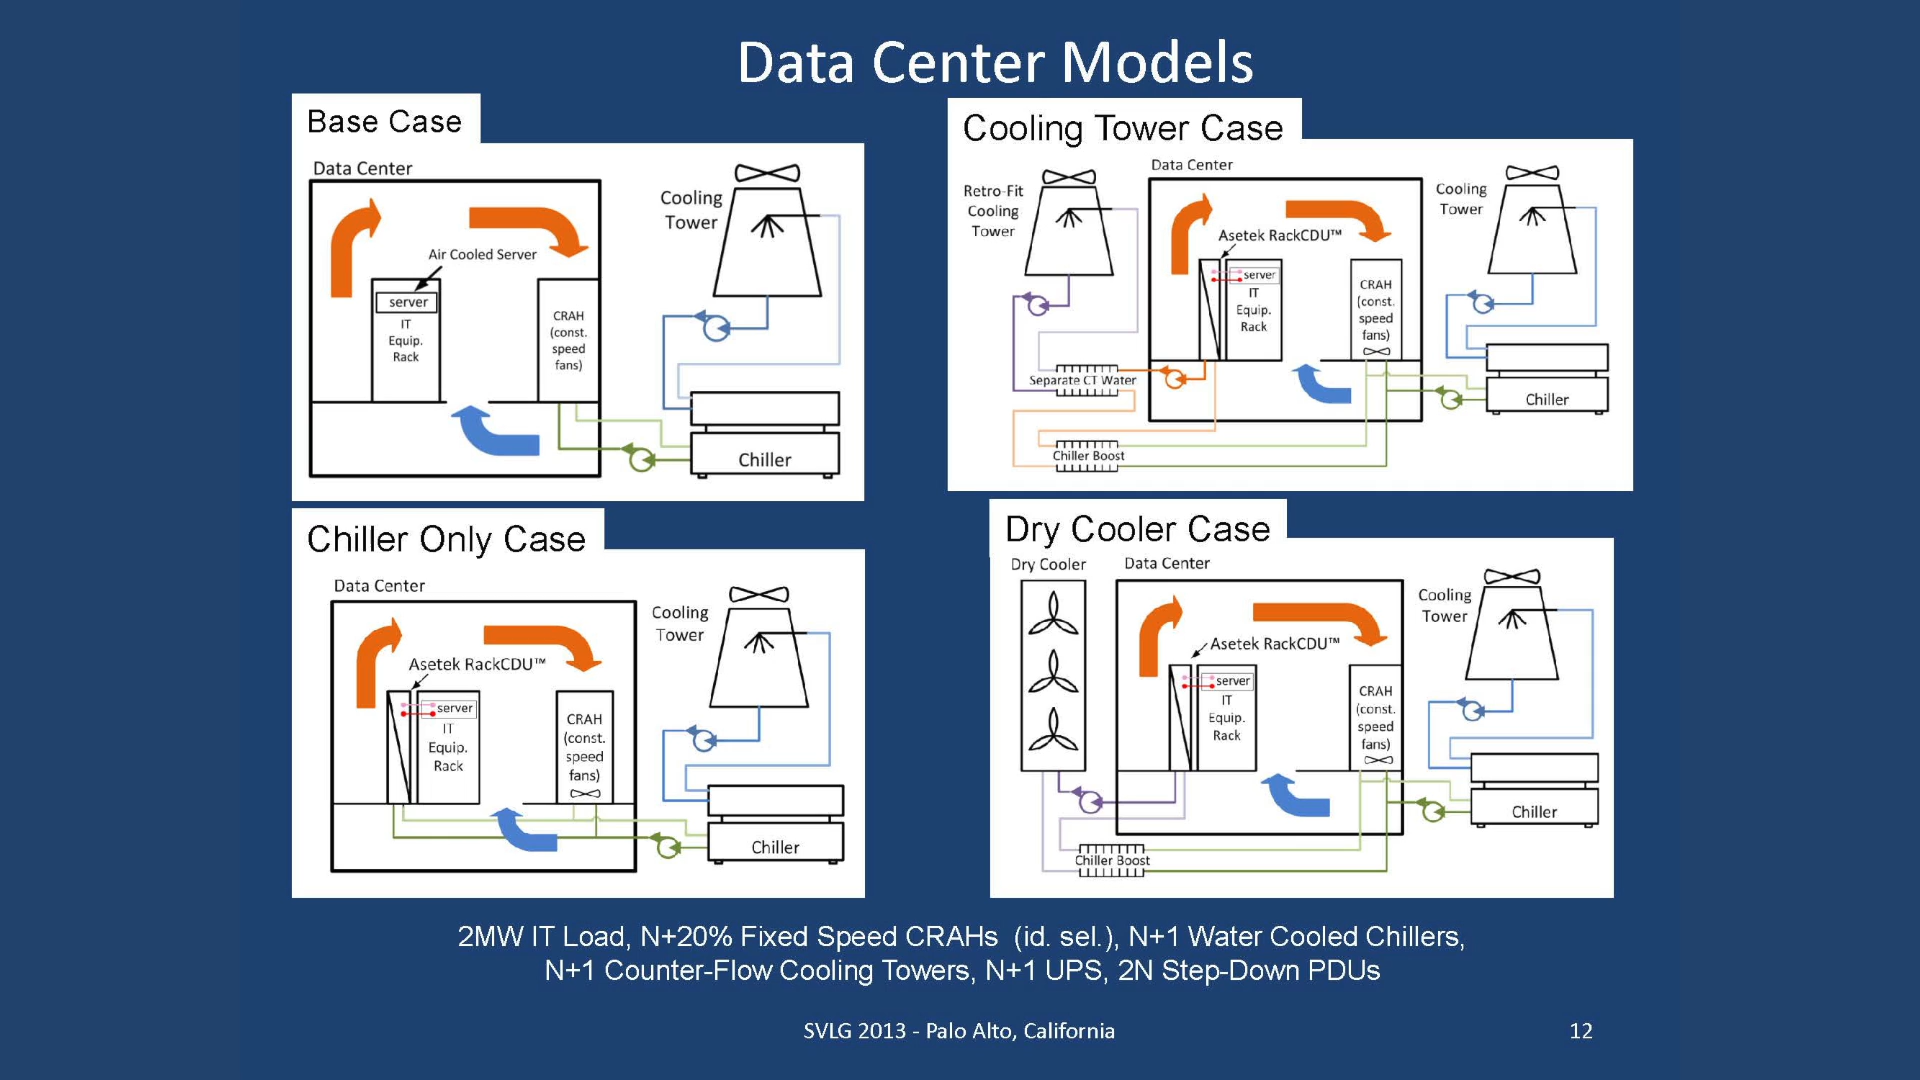 Data Center Models
Base Case
Data Center
Cooling
Tower
Air Cooled Server
server
IT
Equip.
Rack
CRAH
(const.
speed
fans)
Chiller
Cooling Tower Case
Data Center
Retro-Fit
Cooling
Tower
Cooling
Tower
Asetek RackCDU™
server
IT
Equip.
Rack
CRAH
(const.
speed
fans)
Separate CT Water
Chiller
Chiller Boost
Chiller Only Case
Data Center
Cooling
Tower
Asetek RackCDU™
server
IT
Equip.
Rack
CRAH
(const.
speed
fans)
Chiller
Dry Cooler Case
Dry Cooler
Data Center
Cooling
Tower
Asetek RackCDU™
server
IT
Equip.
Rack
CRAH
(const.
speed
fans)
Chiller
Chiller Boost
2MW IT Load, N+20% Fixed Speed CRAHs (id. sel.), N+1 Water Cooled Chillers,
N+1 Counter-Flow Cooling Towers, N+1 UPS, 2N Step-Down PDUs
SVLG 2013 - Palo Alto, California
12